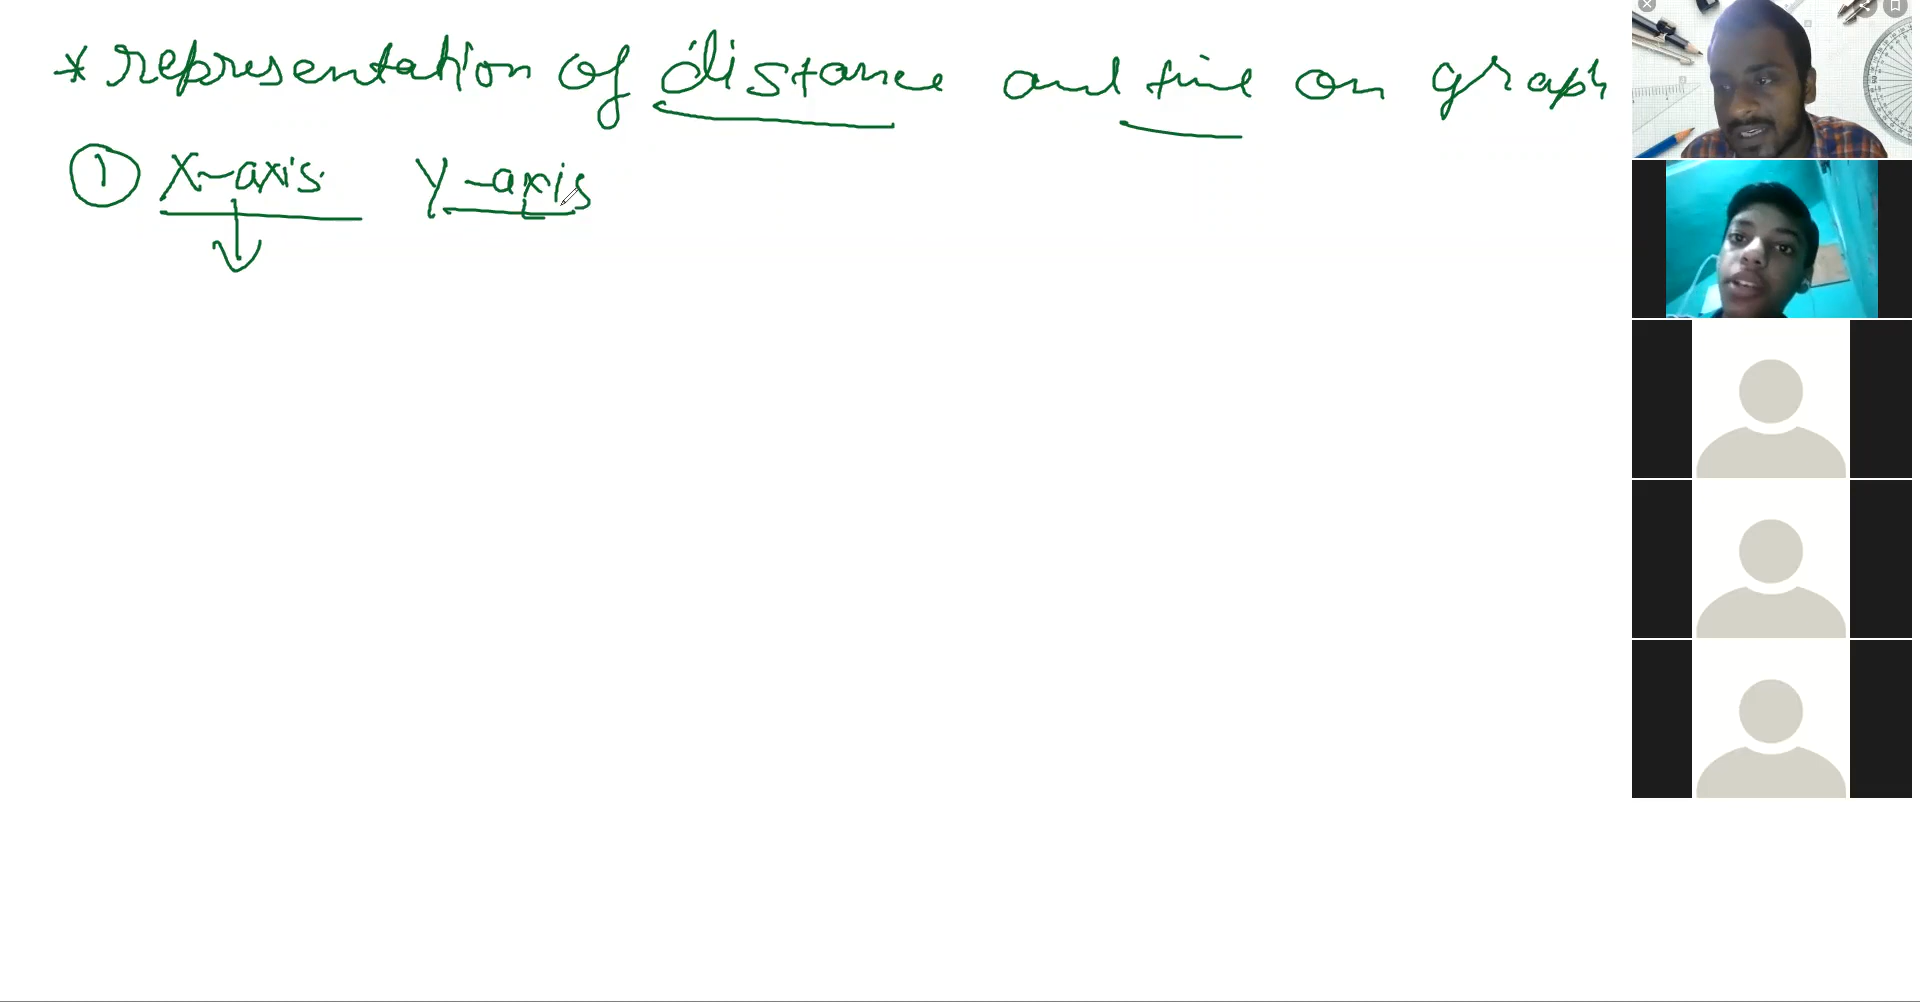 * representation of distance and time on graph
① X-axis Y-axis